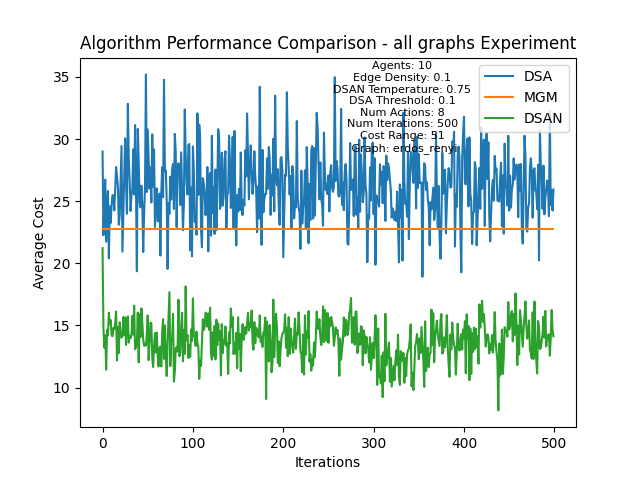 Algorithm Performance Comparison - all graphs Experiment
Agents: 10
Edge Density: 0.1
DSAN Temperature: 0.75
DSA Threshold: 0.1
Num Actions: 8
Num Iterations: 500
Cost Range: 51
Graph: erdos_renyi
DSA
MGM
DSAN
35
30
25
20
15
10
Average Cost
0
100
200
300
400
500
Iterations